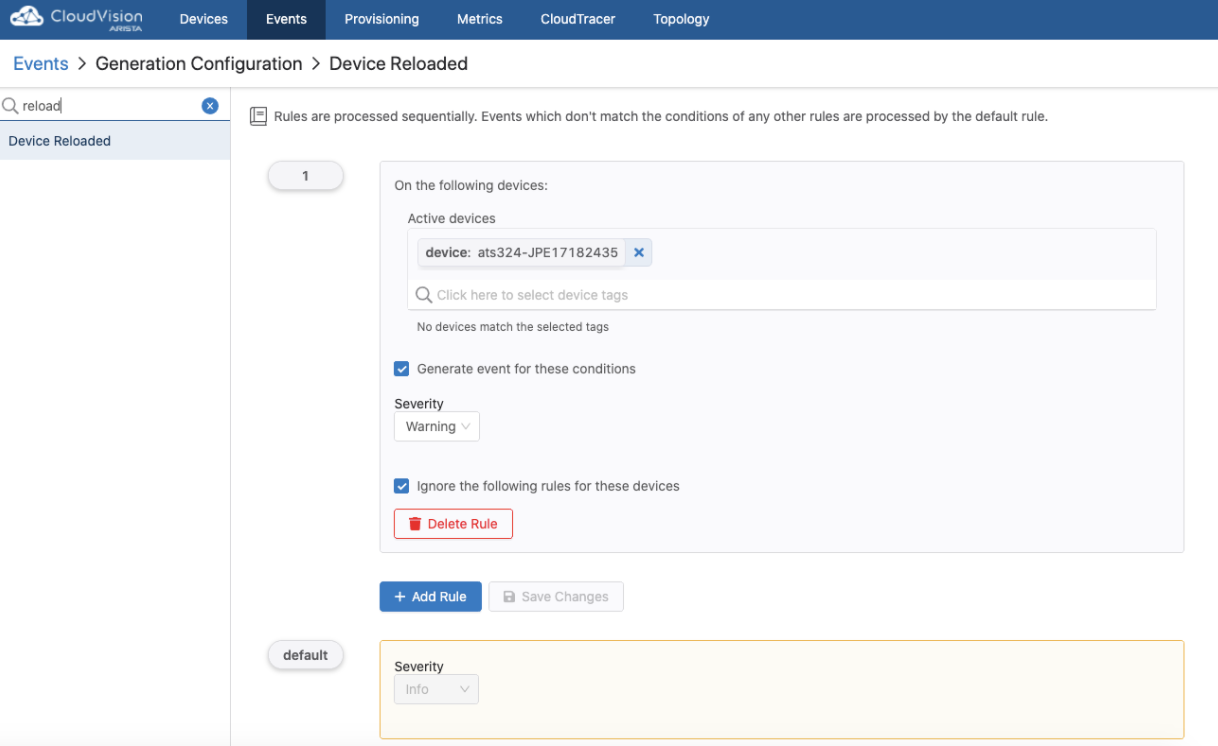 CloudVision
ARISTA
Devices
Events
Provisioning
Metrics
CloudTracer
Topology
Events > Generation Configuration > Device Reloaded
reload
Device Reloaded
Rules are processed sequentially. Events which don't match the conditions of any other rules are processed by the default rule.
1
On the following devices:
Active devices
device: ats324-JPE17182435
Click here to select device tags
No devices match the selected tags
Generate event for these conditions
Severity
Warning
Ignore the following rules for these devices
Delete Rule
+ Add Rule
Save Changes
default
Severity
Info